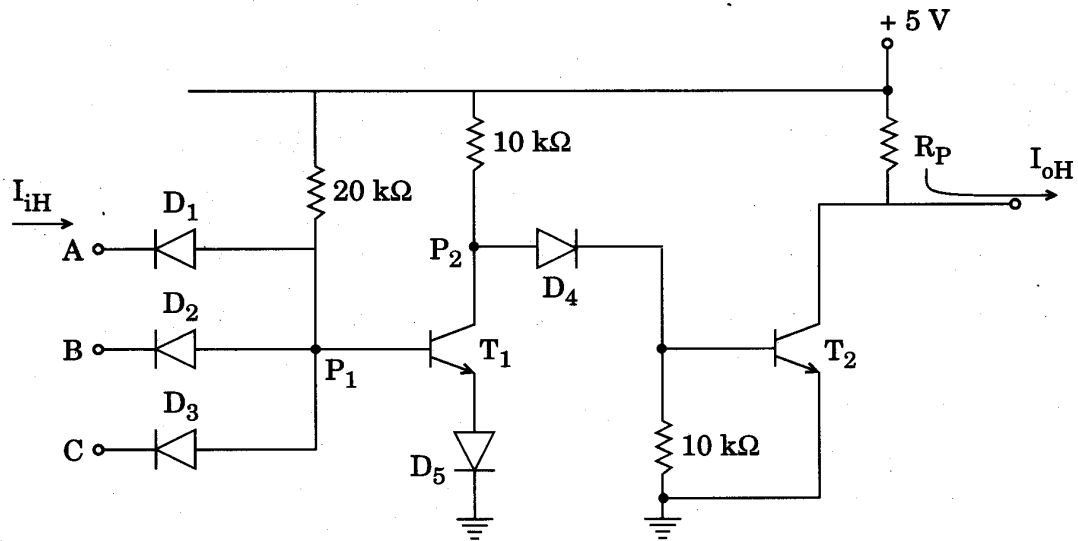 + 5 V
10 kΩ
R_P
I_oH
I_iH
20 kΩ
D_1
A
P_2
D_4
D_2
B
T_1
T_2
P_1
D_3
C
10 kΩ
D_5